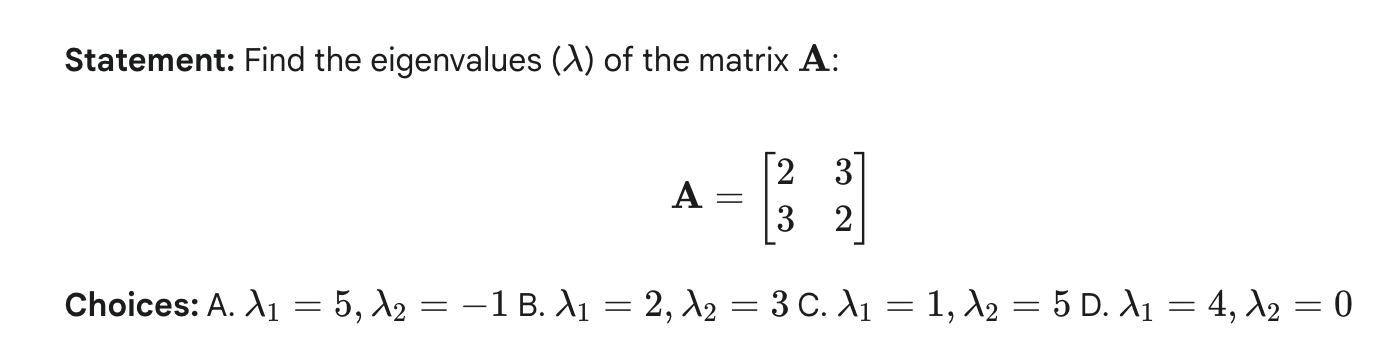 Statement: Find the eigenvalues (λ) of the matrix A:
A = [2 3
3 2]
Choices: A. λ₁ = 5, λ₂ = −1 B. λ₁ = 2, λ₂ = 3 C. λ₁ = 1, λ₂ = 5 D. λ₁ = 4, λ₂ = 0